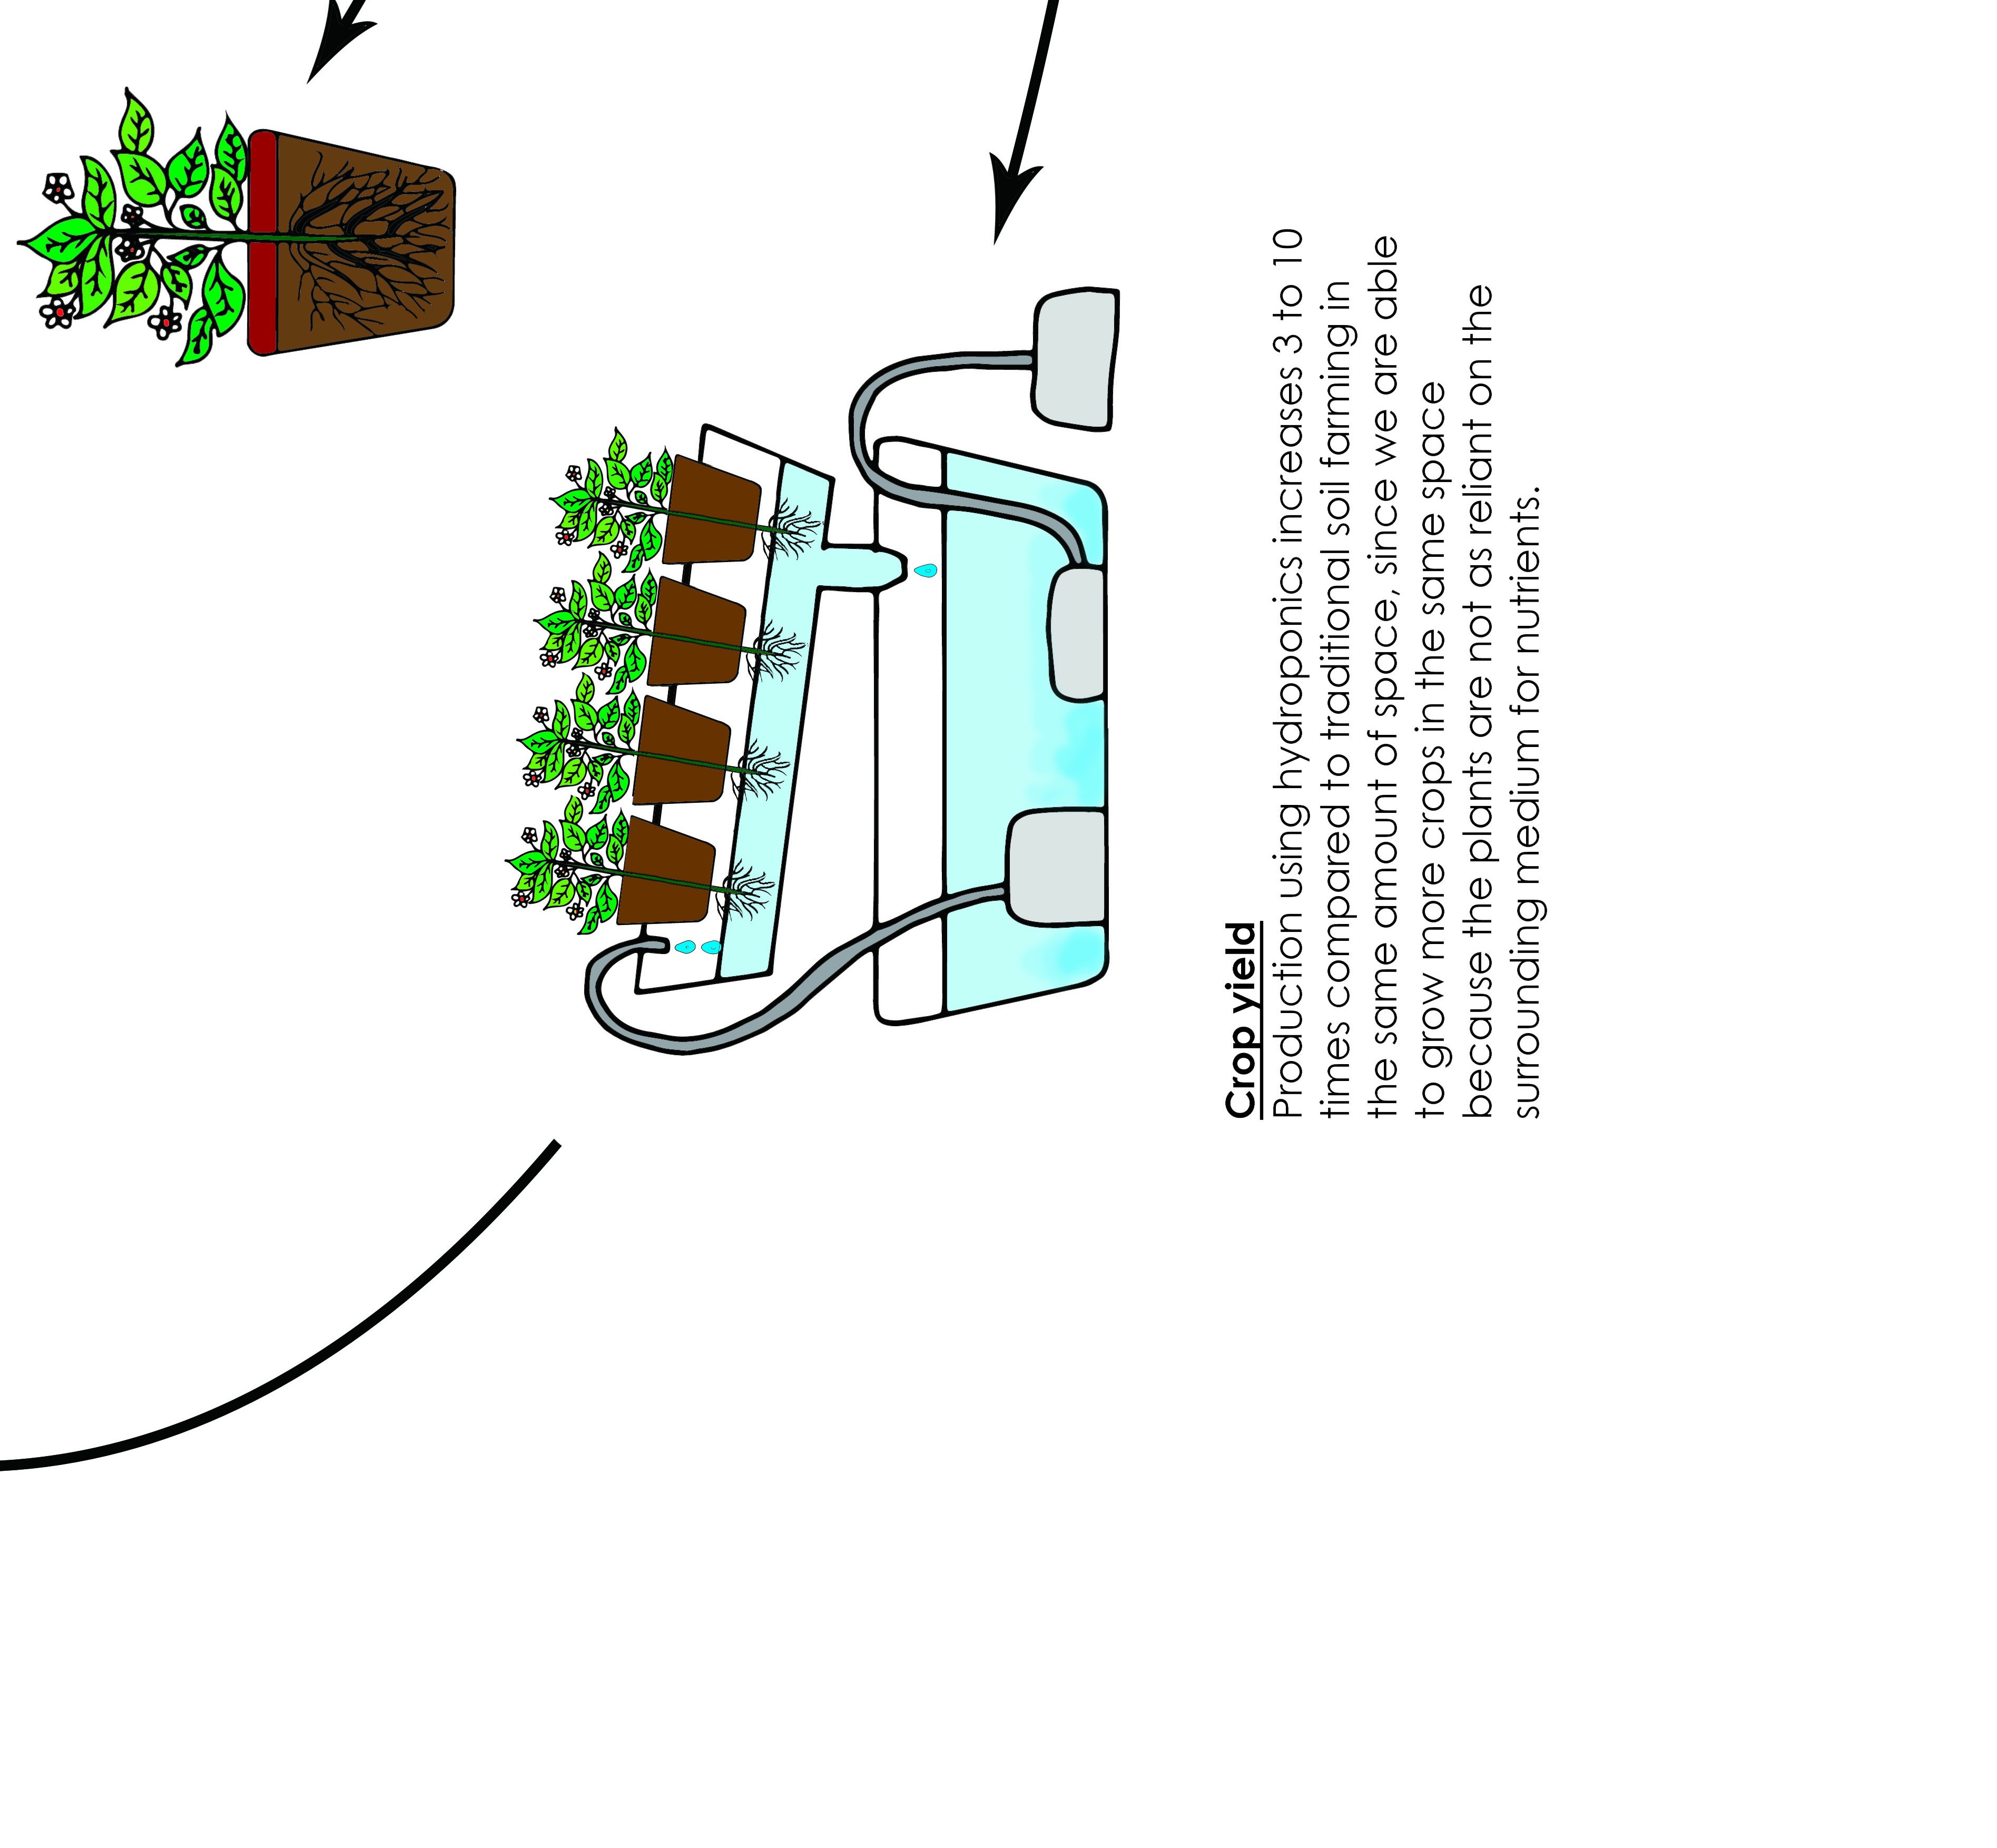 Crop yield
Production using hydroponics increases 3 to 10
times compared to traditional soil farming in
the same amount of space, since we are able
to grow more crops in the same space
because the plants are not as reliant on the
surrounding medium for nutrients.